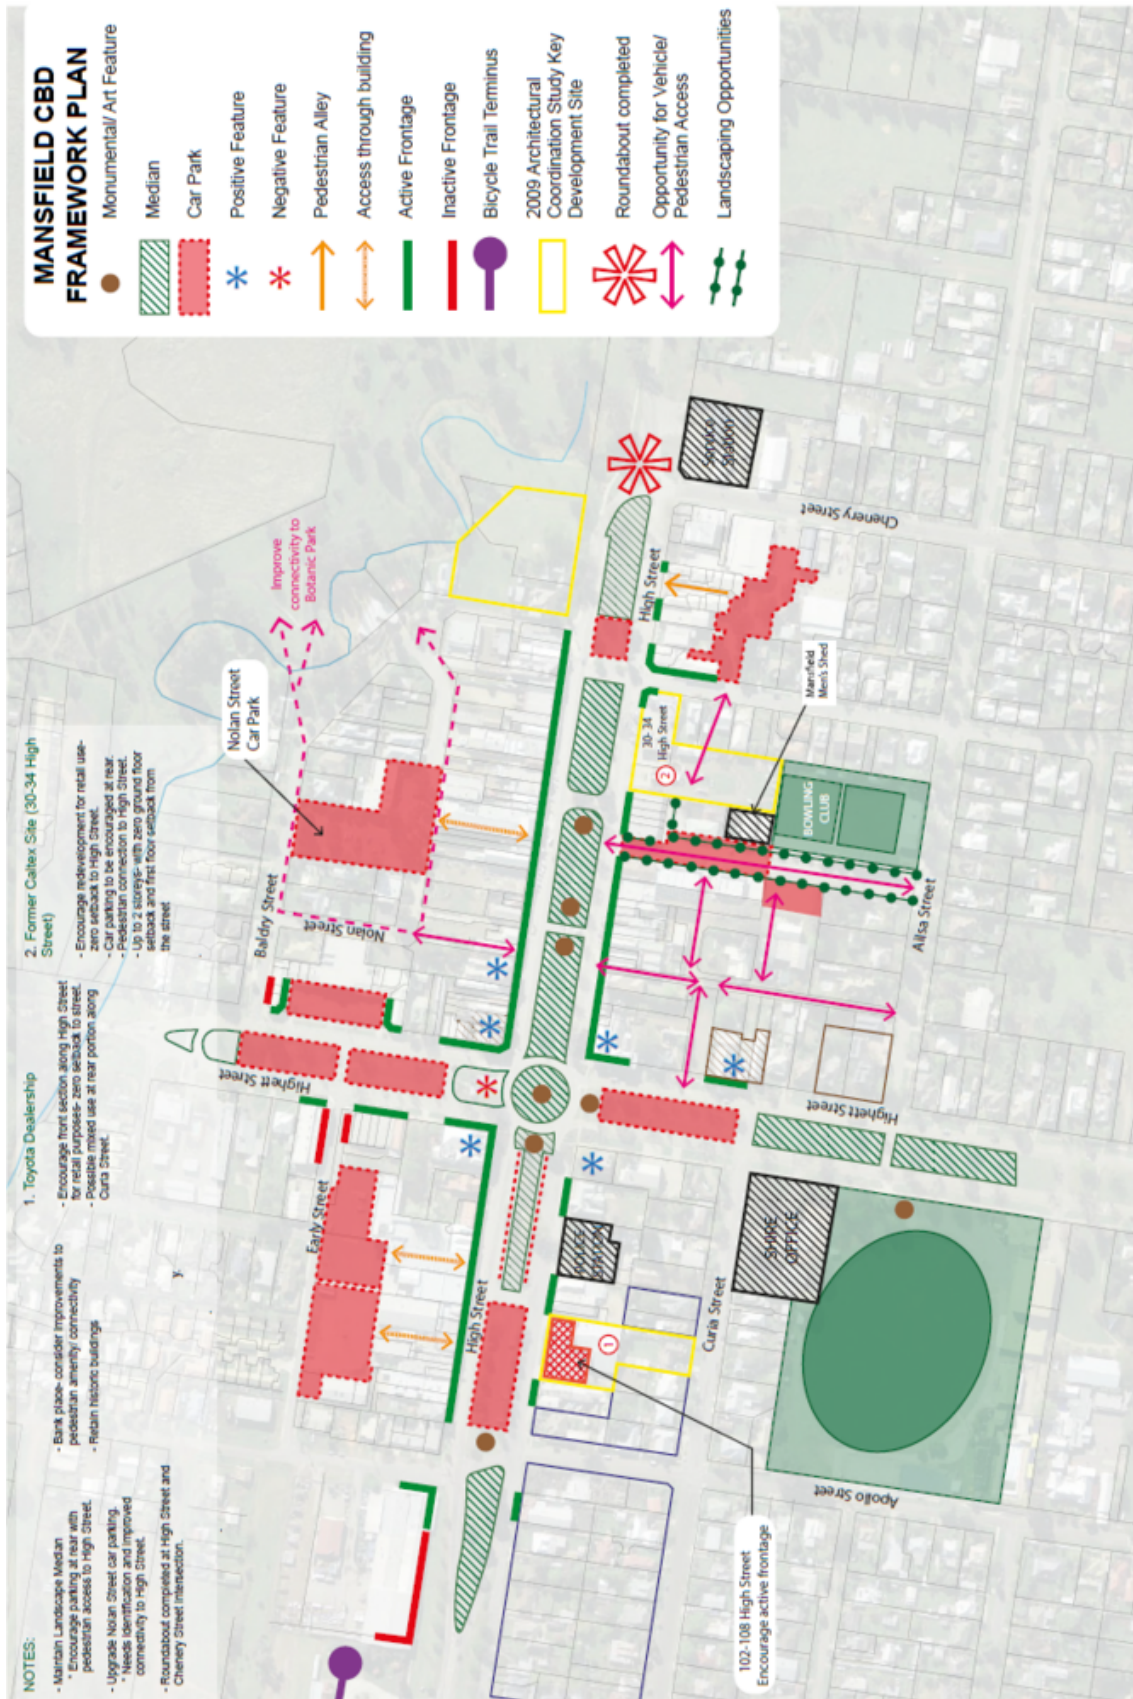 MANSFIELD CBD
FRAMEWORK PLAN
Monumental/ Art Feature
Median
Car Park
Positive Feature
Negative Feature
Pedestrian Alley
Access through building
Active Frontage
Inactive Frontage
Bicycle Trail Terminus
2009 Architectural
Coordination Study Key
Development Site
Roundabout completed
Opportunity for Vehicle/
Pedestrian Access
Landscaping Opportunities
NOTES:
- Maintain Landscape Median
* Encourage parking at rear with
pedestrian access to High Street.
- Upgrade Nolan Street car parking.
* Needs identification and improved
connectivity to High Street.
- Roundabout completed at High Street and
Chenery Street intersection.
- Bank place- consider improvements to
pedestrian amenity/ connectivity
- Retain historic buildings
y.
1. Toyota Dealership
- Encourage front section along High Street
for retail purposes- zero setback to street.
- Possible mixed use at rear portion along
Curia Street.
2. Former Caltex Site (30-34 High
Street)
- Encourage redevelopment for retail use-
zero setback to High Street.
- Car parking to be encouraged at rear.
- Pedestrian connection to High Street.
- Up to 2 storeys- with zero ground floor
setback and first floor setback from
the street
Improve
connectivity to
Botanic Park
Nolan Street
Car Park
Baldry Street
Nolan Street
Highett Street
Early Street
High Street
High Street
Chenery Street
Service
Station
30- 34
High Street
2
Mansfield
Men's Shed
BOWLING
CLUB
Ailsa Street
Highett Street
POLICE
STATION
1
Curia Street
SHIRE
OFFICE
Apollo Street
102-108 High Street
Encourage active frontage